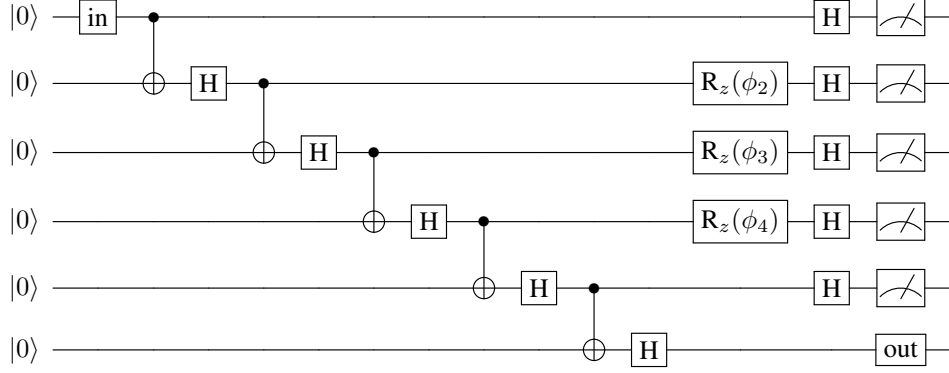 |0⟩ in H
|0⟩ H R_z(ϕ_2) H
|0⟩ H R_z(ϕ_3) H
|0⟩ H R_z(ϕ_4) H
|0⟩ H H
|0⟩ H out